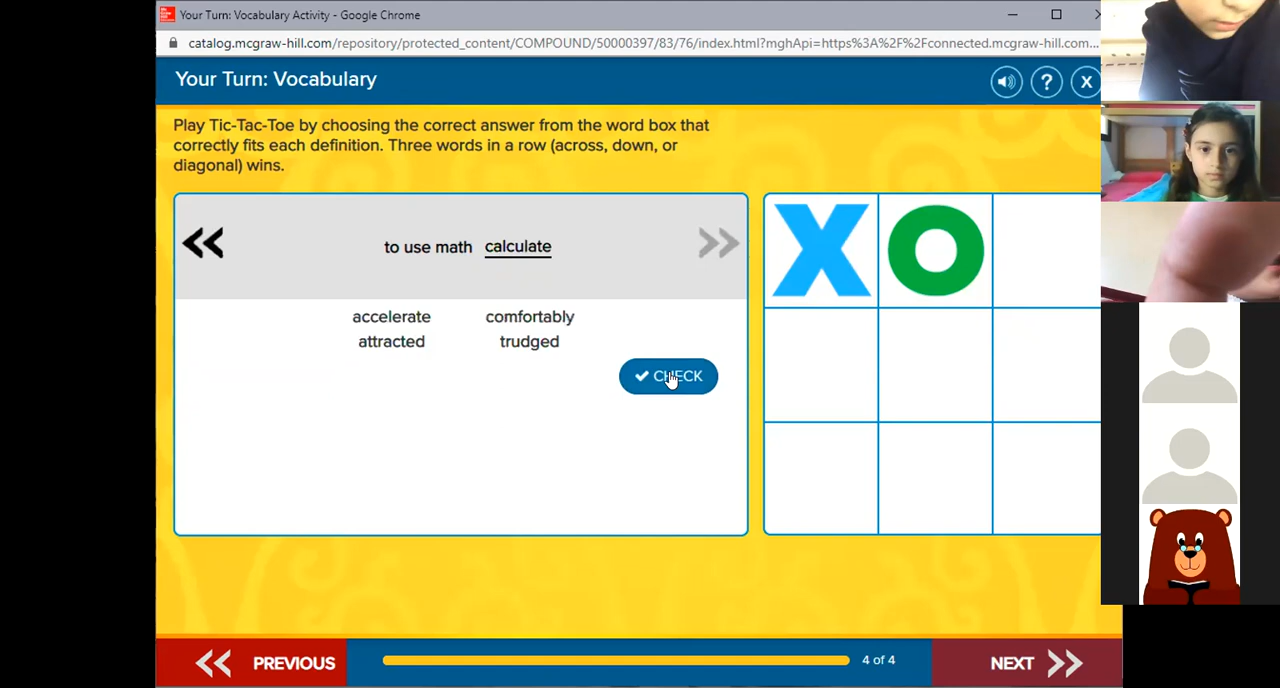 Your Turn: Vocabulary Activity - Google Chrome
catalog.mcgraw-hill.com/repository/protected_content/COMPOUND/50000397/83/76/index.html?mghApi=https%3A%2F%2Fconnected.mcgraw-hill.com...
Your Turn: Vocabulary
? X
Play Tic-Tac-Toe by choosing the correct answer from the word box that
correctly fits each definition. Three words in a row (across, down, or
diagonal) wins.
to use math calculate
accelerate comfortably
attracted trudged
CHECK
X O
PREVIOUS 4 of 4 NEXT